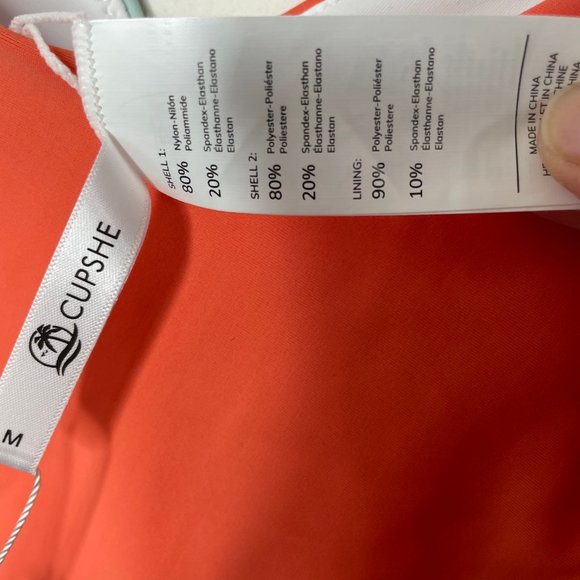 SHELL 1:
80% Nylon-Nilón
Poliammide
20% Spandex-Elasthan
Élasthanne-Elastano
Elastan
SHELL 2:
80% Polyester-Poliéster
Poliestere
20% Spandex-Elasthan
Élasthanne-Elastano
Elastan
LINING:
90% Polyester-Poliéster
Poliestere
10% Spandex-Elasthan
Élasthanne-Elastano
Elastan
MADE IN CHINA
IN CHINA
CUPSHE
M